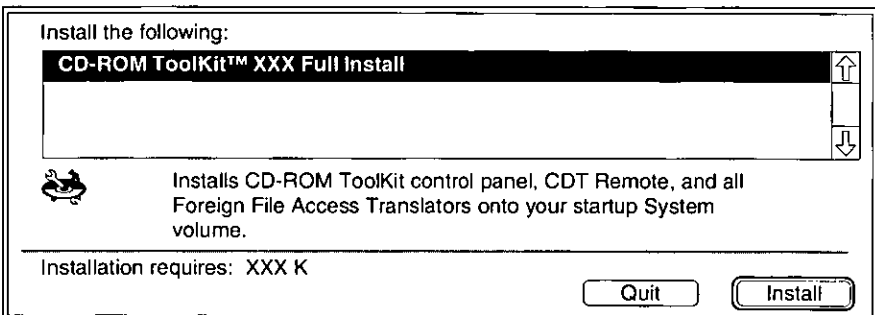 Install the following:
CD-ROM ToolKit™ XXX Full Install
Installs CD-ROM ToolKit control panel, CDT Remote, and all
Foreign File Access Translators onto your startup System
volume.
Installation requires: XXX K
Quit
Install